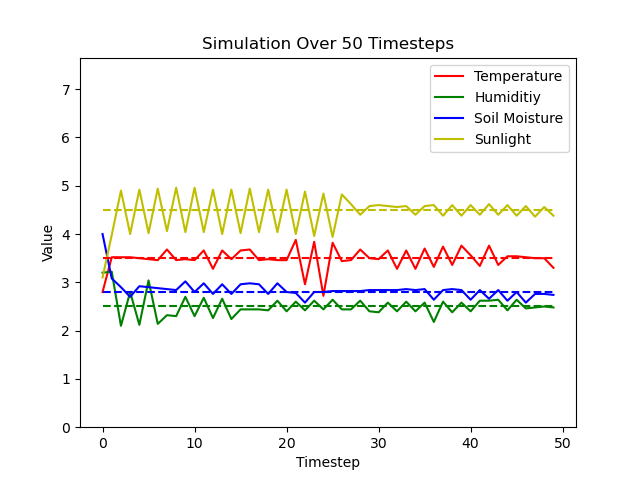 Simulation Over 50 Timesteps
Temperature
Humiditiy
Soil Moisture
Sunlight
Value
7
6
5
4
3
2
1
0
0 10 20 30 40 50
Timestep